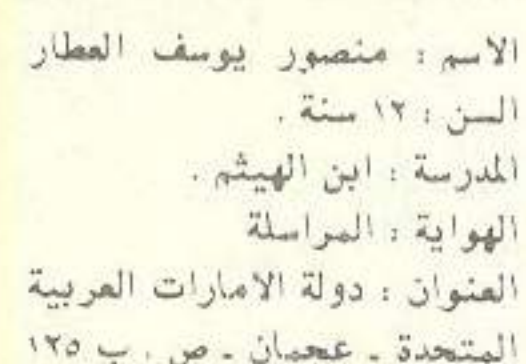 الاسم : منصور يوسف العطار
السن : ١٢ سنة .
المدرسة : ابن الهيثم .
الهواية : المراسلة
العنوان : دولة الامارات العربية
المتحدة - عجمان - ص . ب ١٢٥